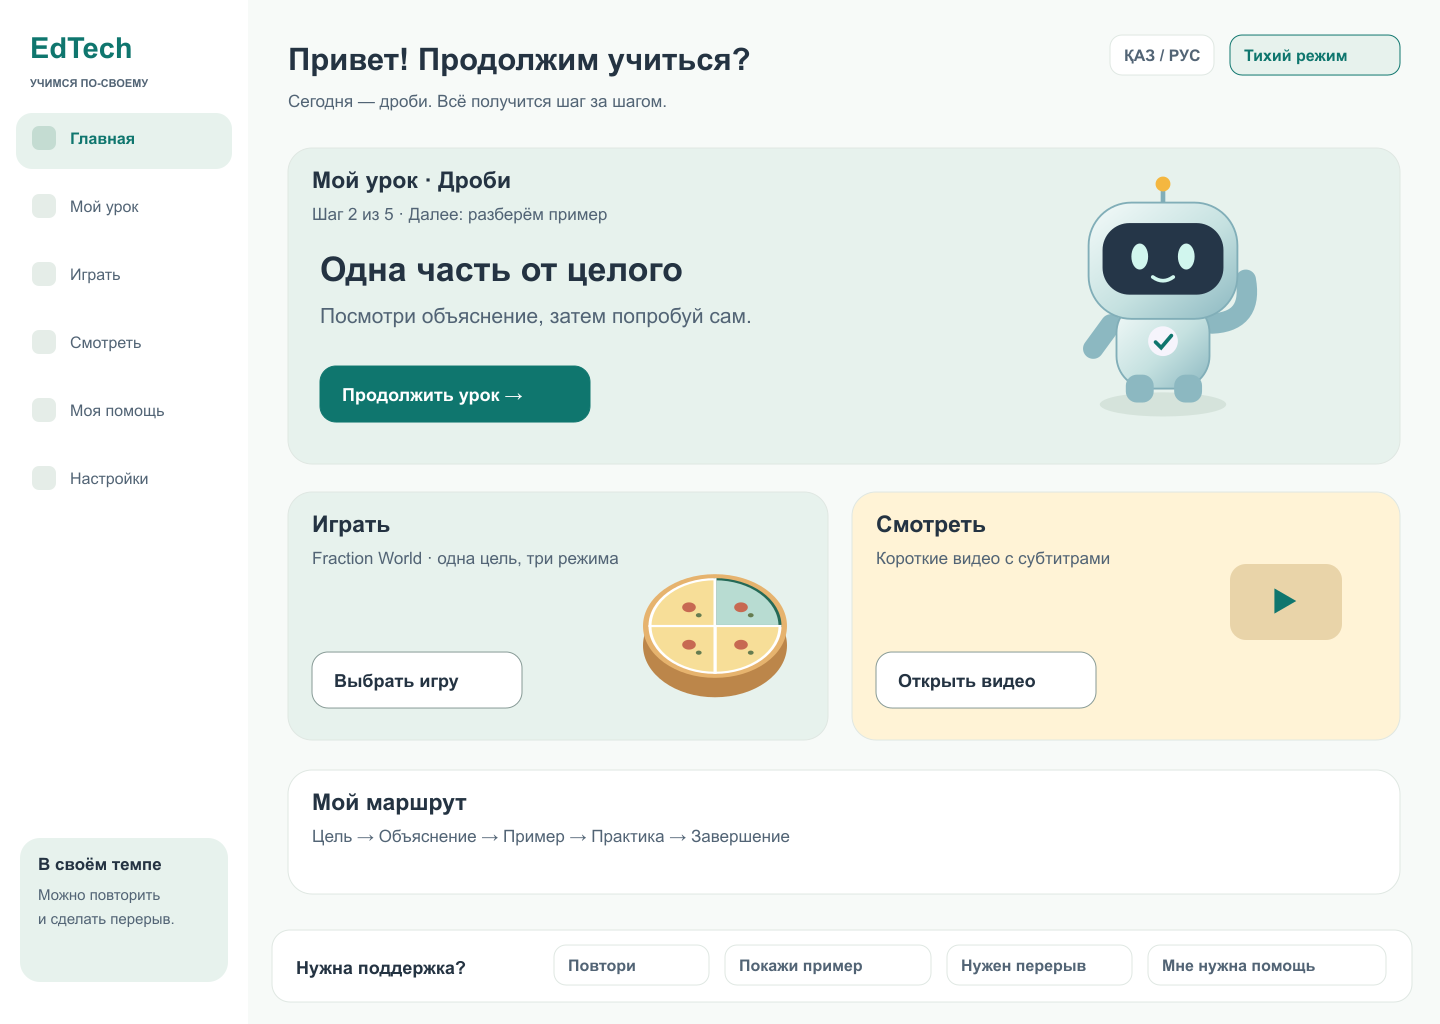 EdTech
УЧИМСЯ ПО-СВОЕМУ
Главная
Мой урок
Играть
Смотреть
Моя помощь
Настройки
В своём темпе
Можно повторить
и сделать перерыв.
Привет! Продолжим учиться?
Сегодня — дроби. Всё получится шаг за шагом.
ҚАЗ / РУС
Тихий режим
Мой урок · Дроби
Шаг 2 из 5 · Далее: разберём пример
Одна часть от целого
Посмотри объяснение, затем попробуй сам.
Продолжить урок →
Играть
Fraction World · одна цель, три режима
Выбрать игру
Смотреть
Короткие видео с субтитрами
Открыть видео
Мой маршрут
Цель → Объяснение → Пример → Практика → Завершение
Нужна поддержка?
Повтори
Покажи пример
Нужен перерыв
Мне нужна помощь